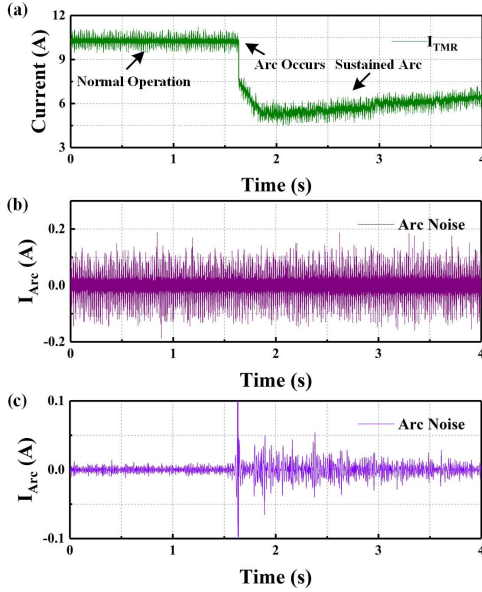 (a)
12
9
6
3
Current (A)
Normal Operation
Arc Occurs
Sustained Arc
I_TMR
0 1 2 3 4
Time (s)
(b)
0.2
0.0
-0.2
I_Arc (A)
Arc Noise
0 1 2 3 4
Time (s)
(c)
0.1
0.0
-0.1
I_Arc (A)
Arc Noise
0 1 2 3 4
Time (s)